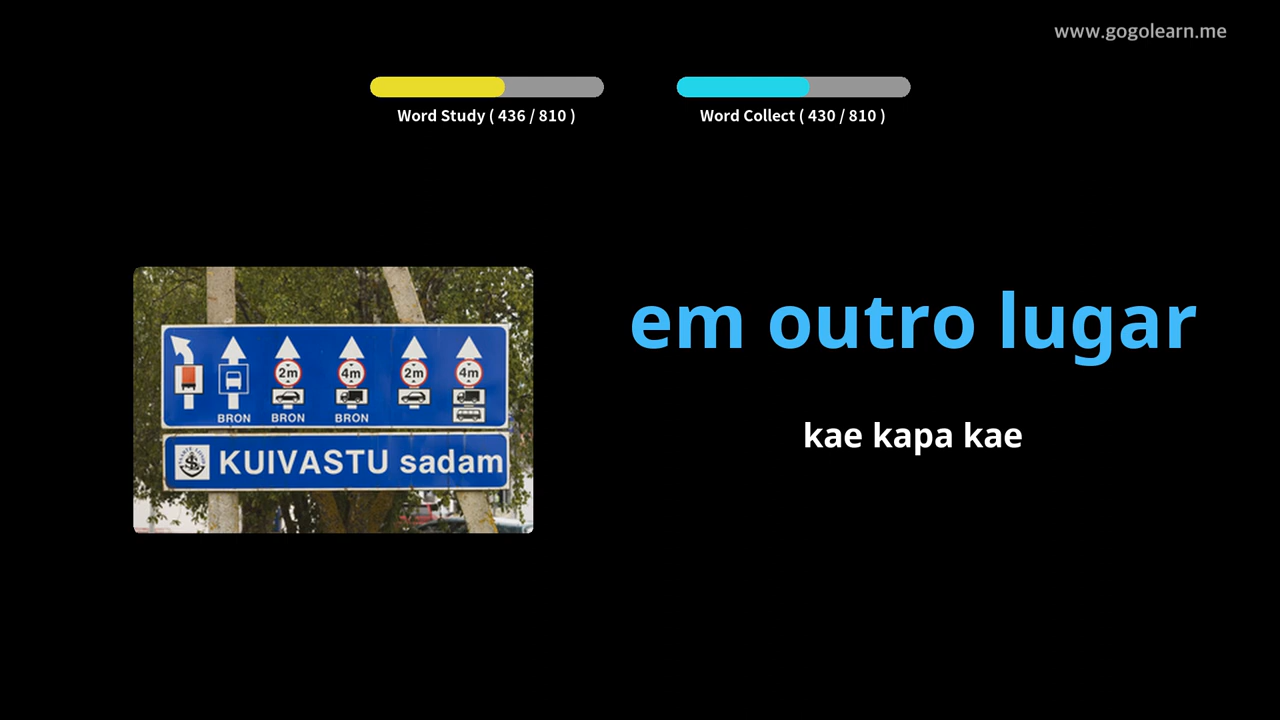 www.gogolearn.me
Word Study ( 436 / 810 )
Word Collect ( 430 / 810 )
em outro lugar
kae kapa kae
2m 4m 2m 4m
BRON BRON BRON
KUIVASTU sadam